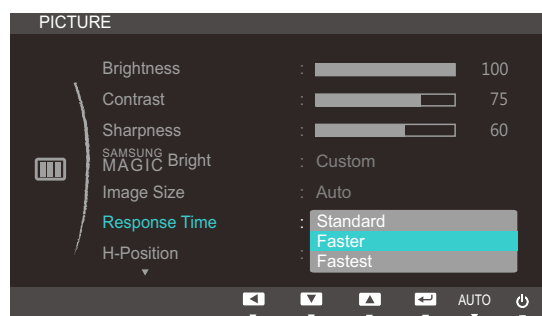 PICTURE
Brightness : 100
Contrast : 75
Sharpness : 60
SAMSUNG
MAGIC Bright : Custom
Image Size : Auto
Response Time : Standard
Faster
H-Position : Fastest
AUTO